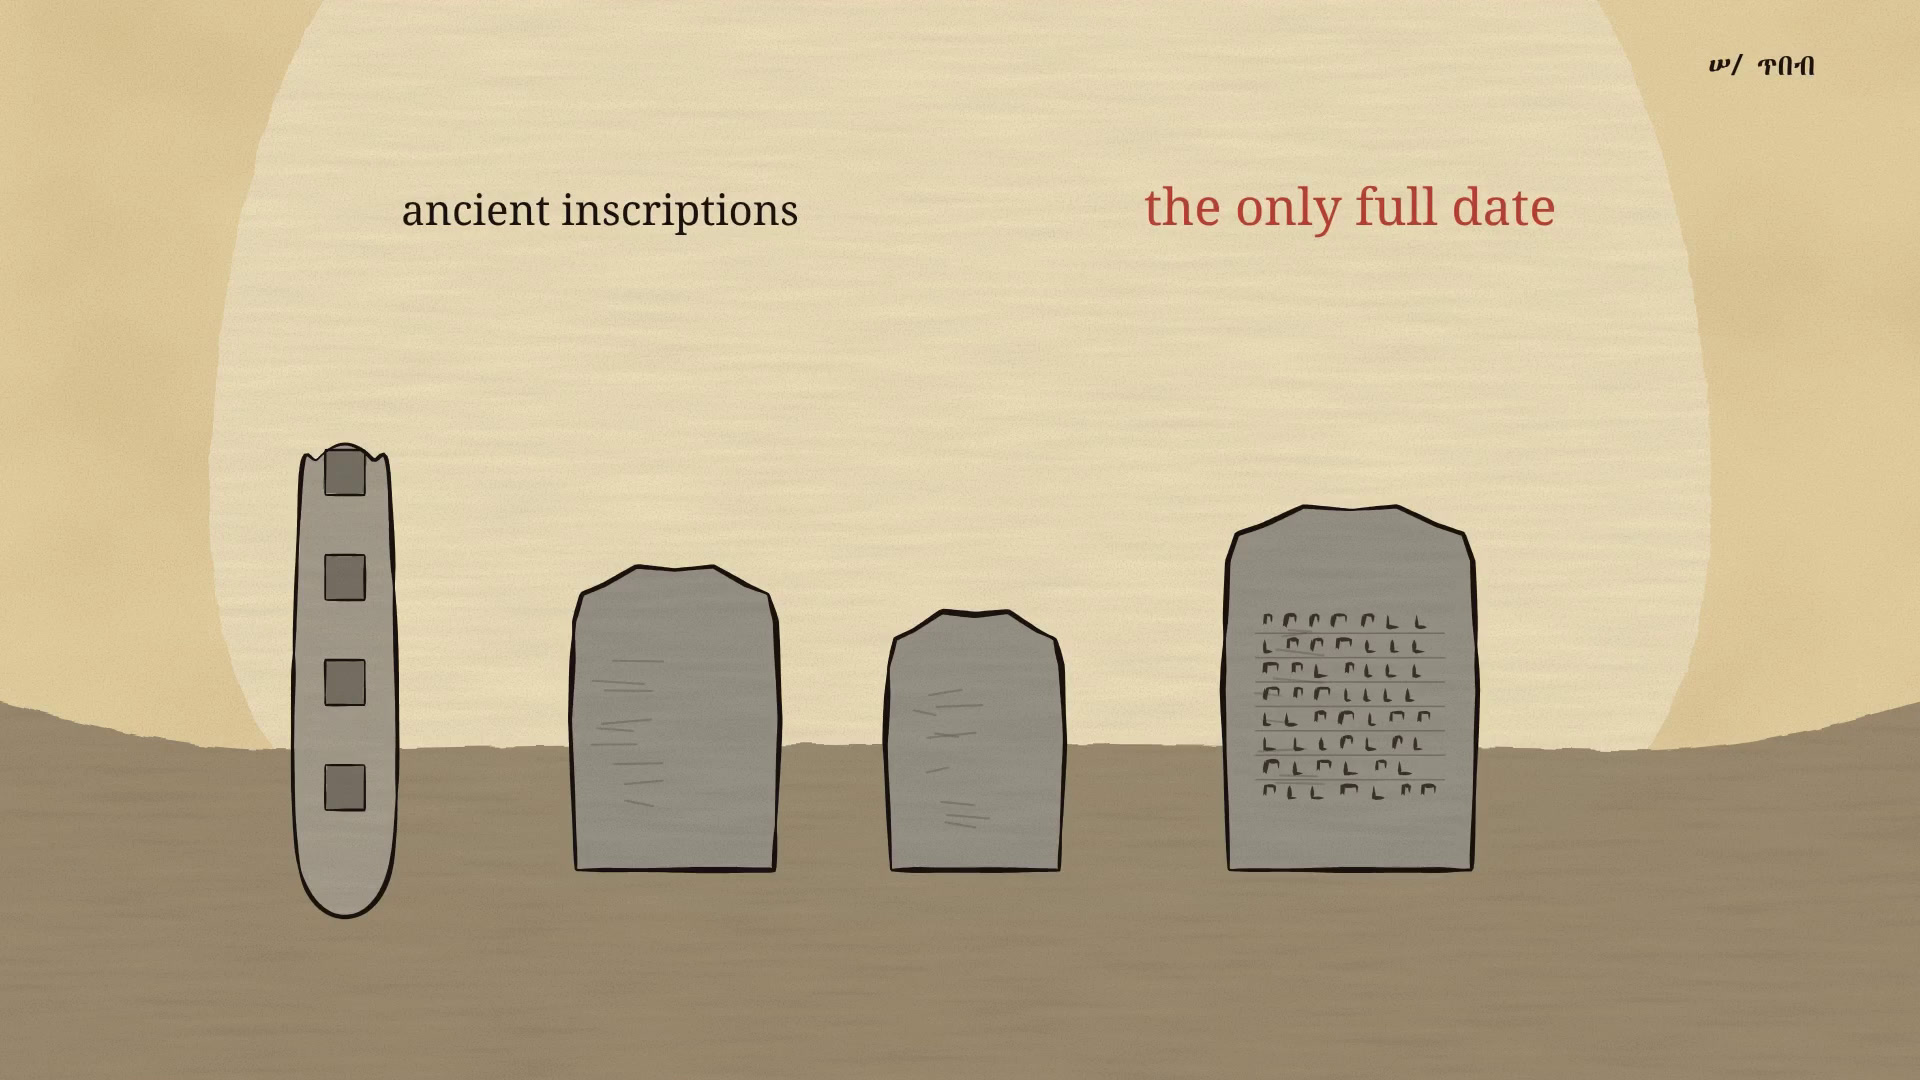 ሠ/ ጥበብ
ancient inscriptions
the only full date